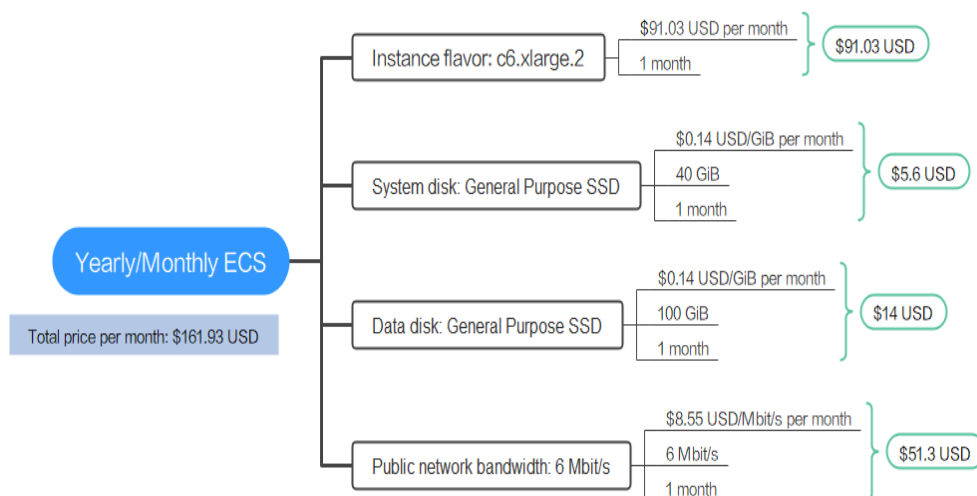 Yearly/Monthly ECS
Total price per month: $161.93 USD
Instance flavor: c6.xlarge.2
$91.03 USD per month
1 month
$91.03 USD
System disk: General Purpose SSD
$0.14 USD/GiB per month
40 GiB
1 month
$5.6 USD
Data disk: General Purpose SSD
$0.14 USD/GiB per month
100 GiB
1 month
$14 USD
Public network bandwidth: 6 Mbit/s
$8.55 USD/Mbit/s per month
6 Mbit/s
1 month
$51.3 USD